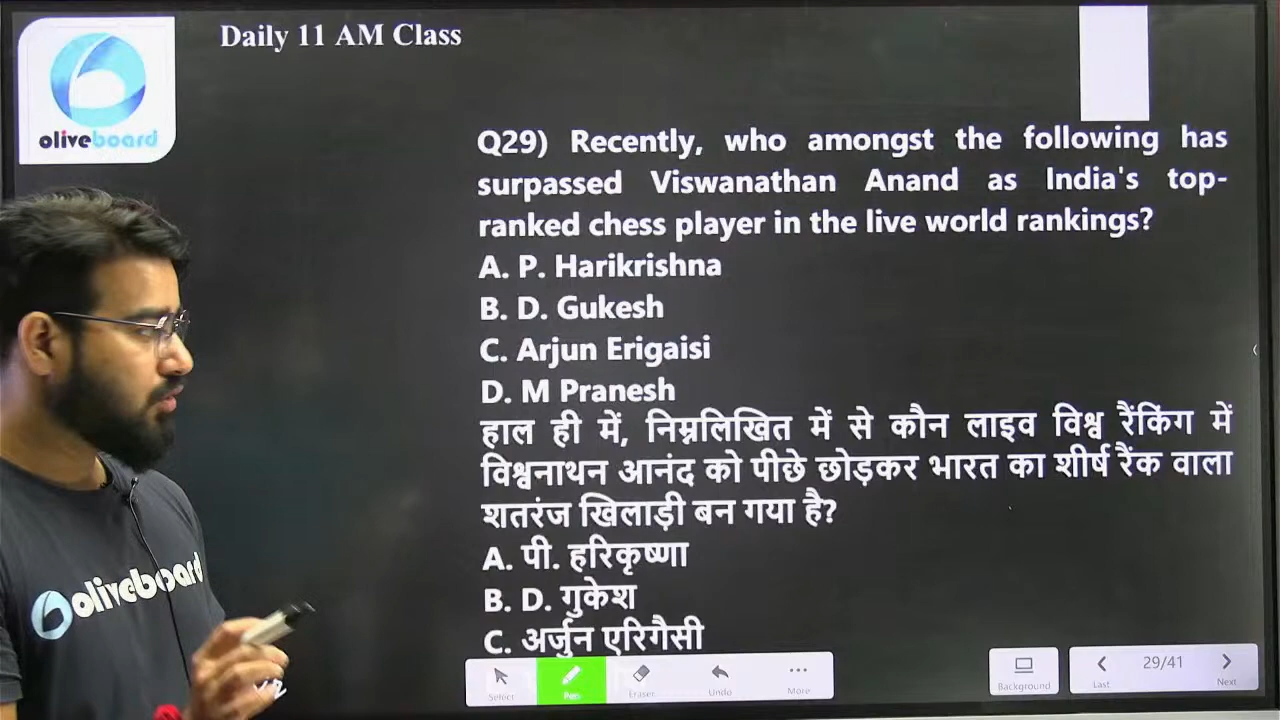 Daily 11 AM Class
oliveboard
Q29) Recently, who amongst the following has
surpassed Viswanathan Anand as India's top-
ranked chess player in the live world rankings?
A. P. Harikrishna
B. D. Gukesh
C. Arjun Erigaisi
D. M Pranesh
हाल ही में, निम्नलिखित में से कौन लाइव विश्व रैंकिंग में
विश्वनाथन आनंद को पीछे छोड़कर भारत का शीर्ष रैंक वाला
शतरंज खिलाड़ी बन गया है?
A. पी. हरिकृष्णा
B. D. गुकेश
C. अर्जुन एरिगैसी
oliveboard
Select
Pen
Eraser
Undo
More
Background
Last
29/41
Next